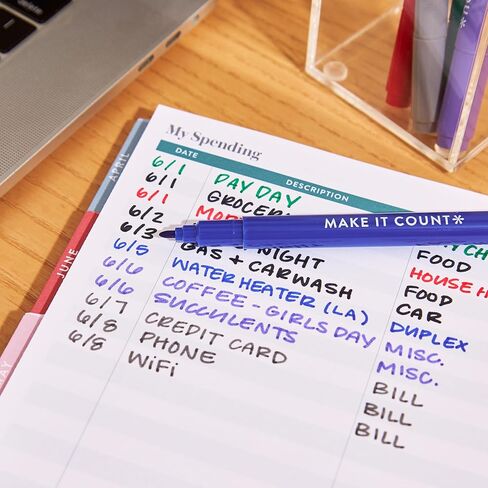 delete
My Spending
DATE DESCRIPTION
6/1 PAY DAY
6/1 FOOD
6/1 HOUSE
6/2 NIGHT FOOD
6/3 GAS + CARWASH CAR
6/5 WATER HEATER (LA) DUPLEX
6/6 COFFEE - GIRLS DAY MISC.
6/6 SUCCULENTS MISC.
6/7 CREDIT CARD BILL
6/8 PHONE BILL
6/8 WiFi BILL
MAKE IT COUNT*
APRIL
JUNE